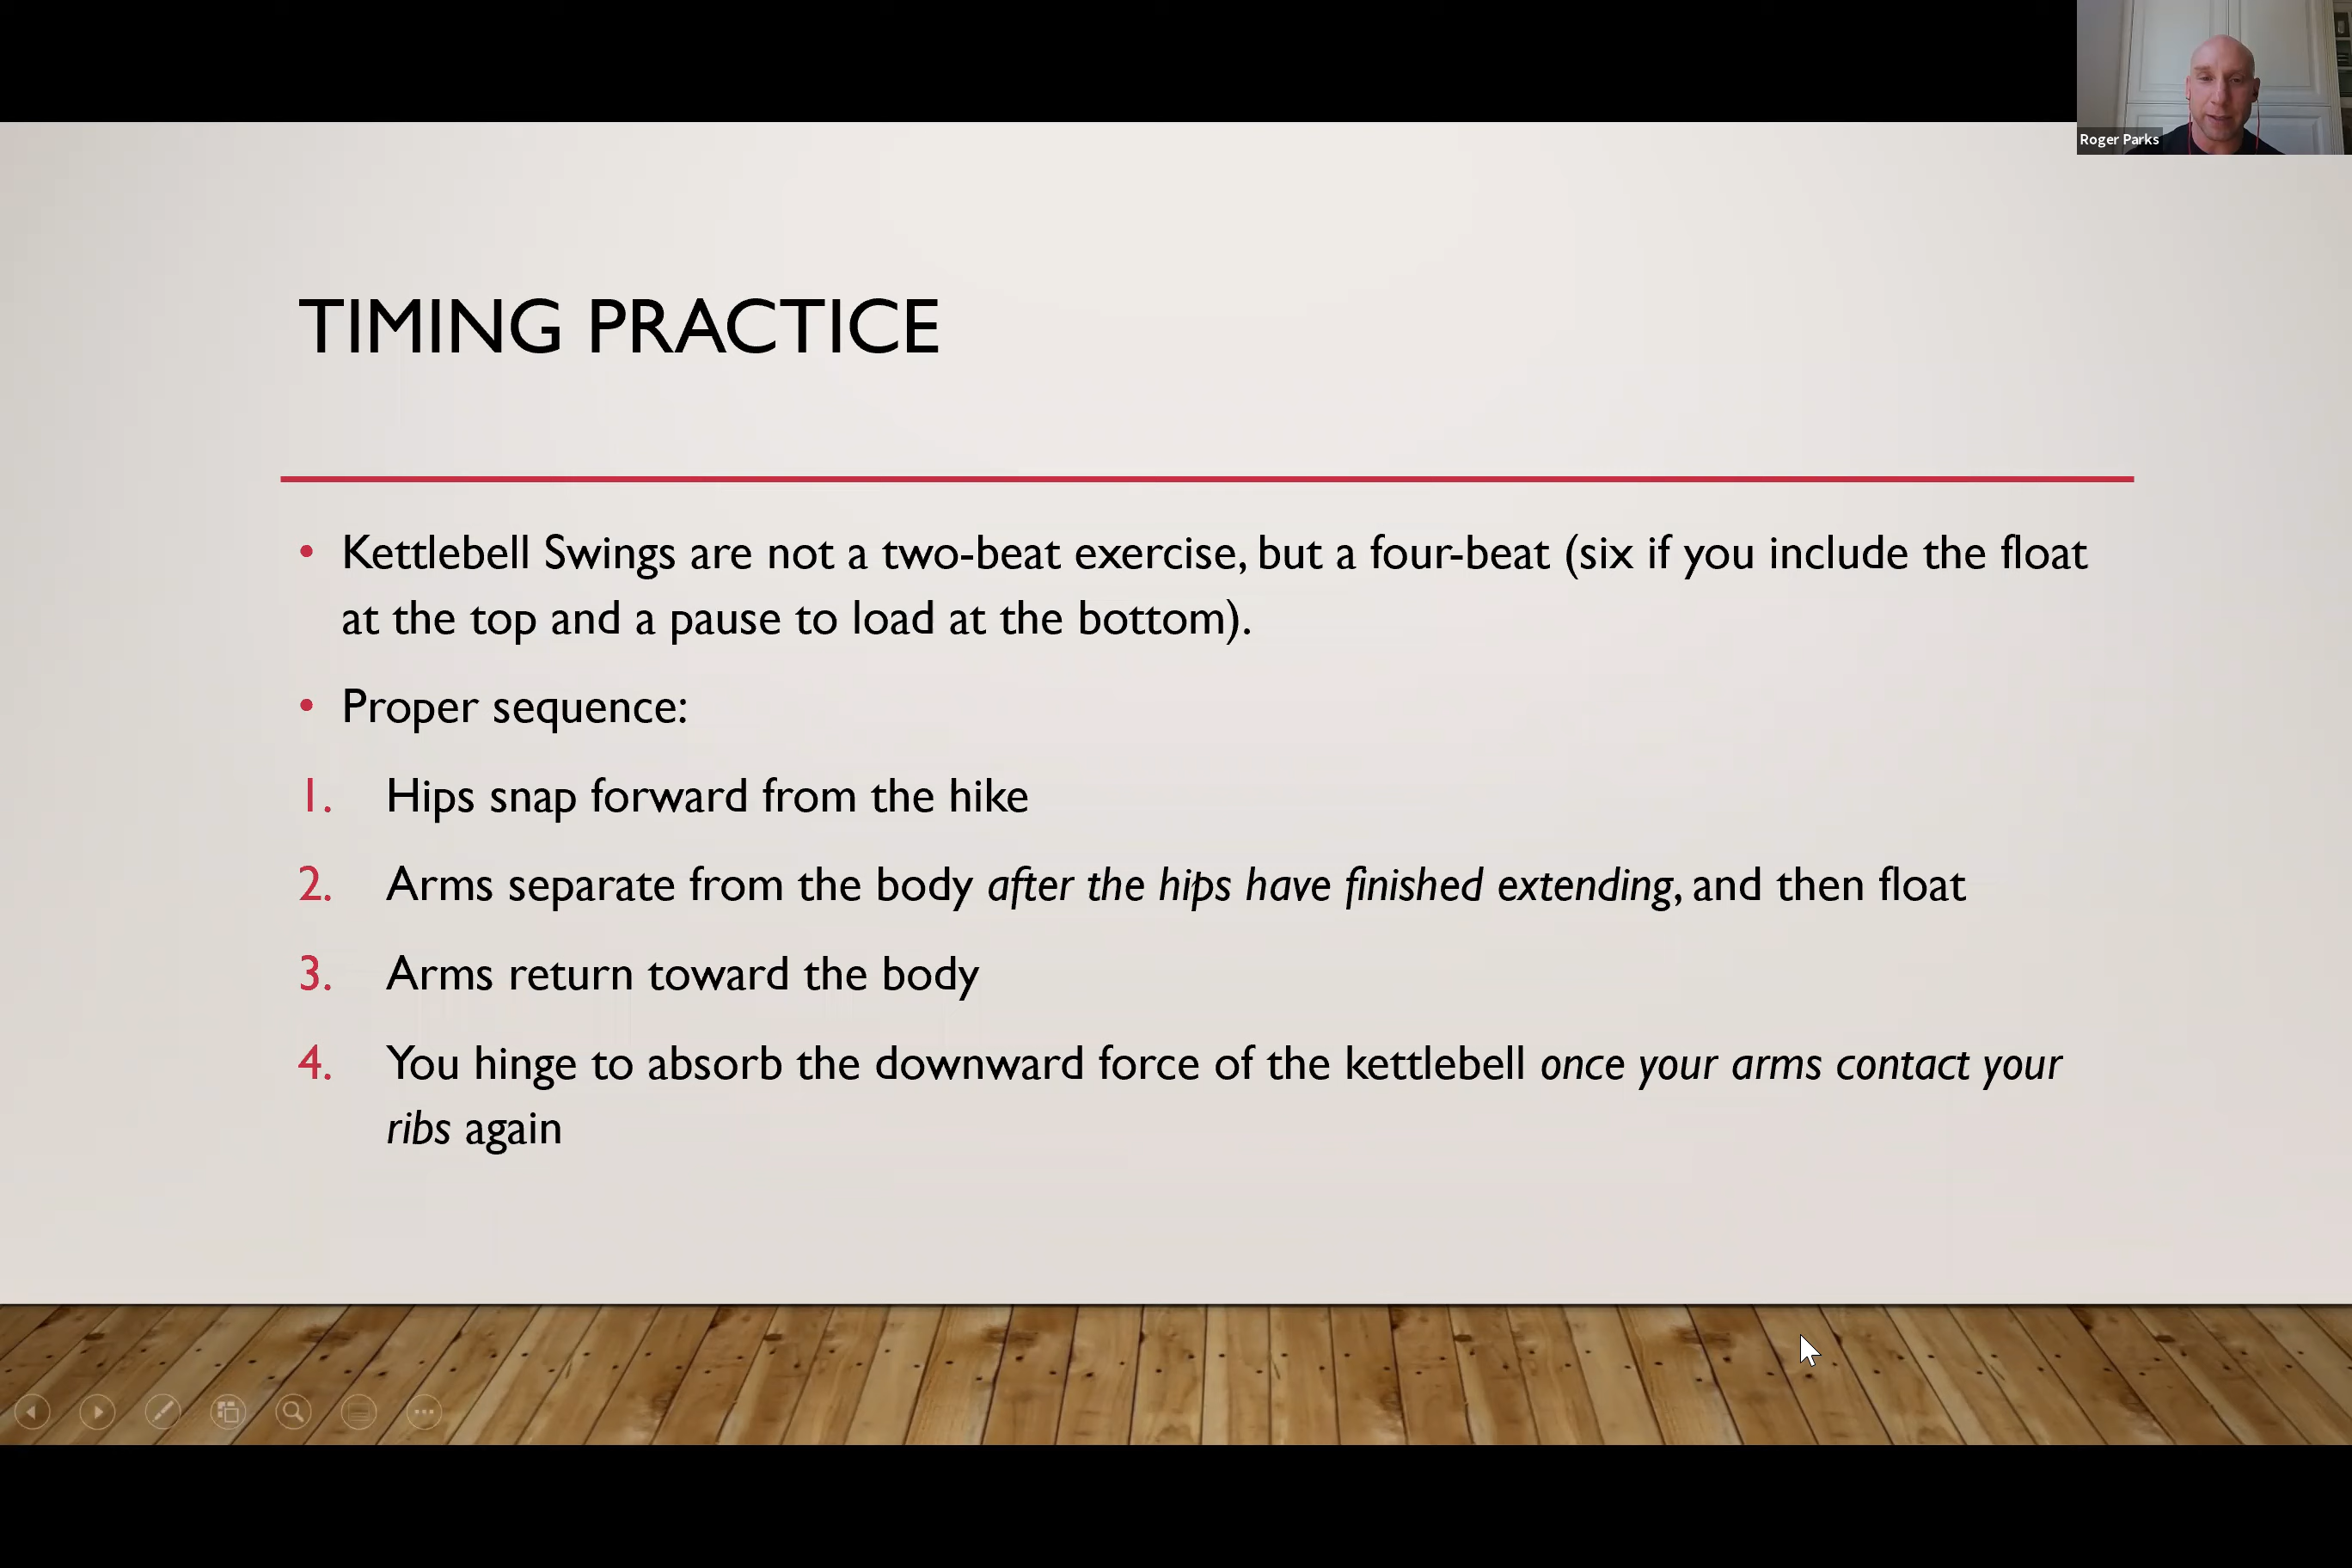 Roger Parks
TIMING PRACTICE
• Kettlebell Swings are not a two-beat exercise, but a four-beat (six if you include the float
at the top and a pause to load at the bottom).
• Proper sequence:
1. Hips snap forward from the hike
2. Arms separate from the body after the hips have finished extending, and then float
3. Arms return toward the body
4. You hinge to absorb the downward force of the kettlebell once your arms contact your
ribs again